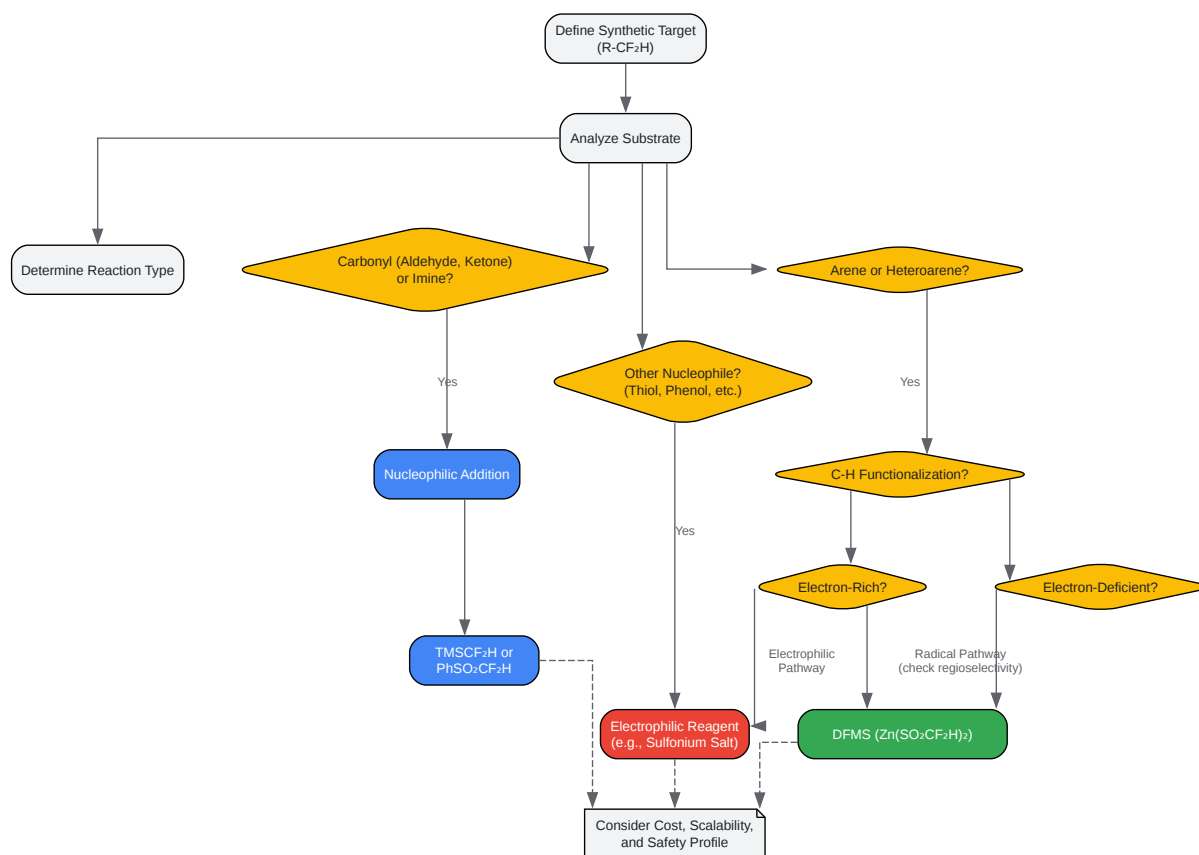 Define Synthetic Target
(R-CF₂H)
Analyze Substrate
Determine Reaction Type
Carbonyl (Aldehyde, Ketone)
or Imine?
Arene or Heteroarene?
Other Nucleophile?
(Thiol, Phenol, etc.)
Yes
Yes
Nucleophilic Addition
C-H Functionalization?
Yes
Electron-Rich?
Electron-Deficient?
TMSCF₂H or
PhSO₂CF₂H
Electrophilic
Pathway
Radical Pathway
(check regioselectivity)
Electrophilic Reagent
(e.g., Sulfonium Salt)
DFMS (Zn(SO₂CF₂H)₂)
Consider Cost, Scalability,
and Safety Profile